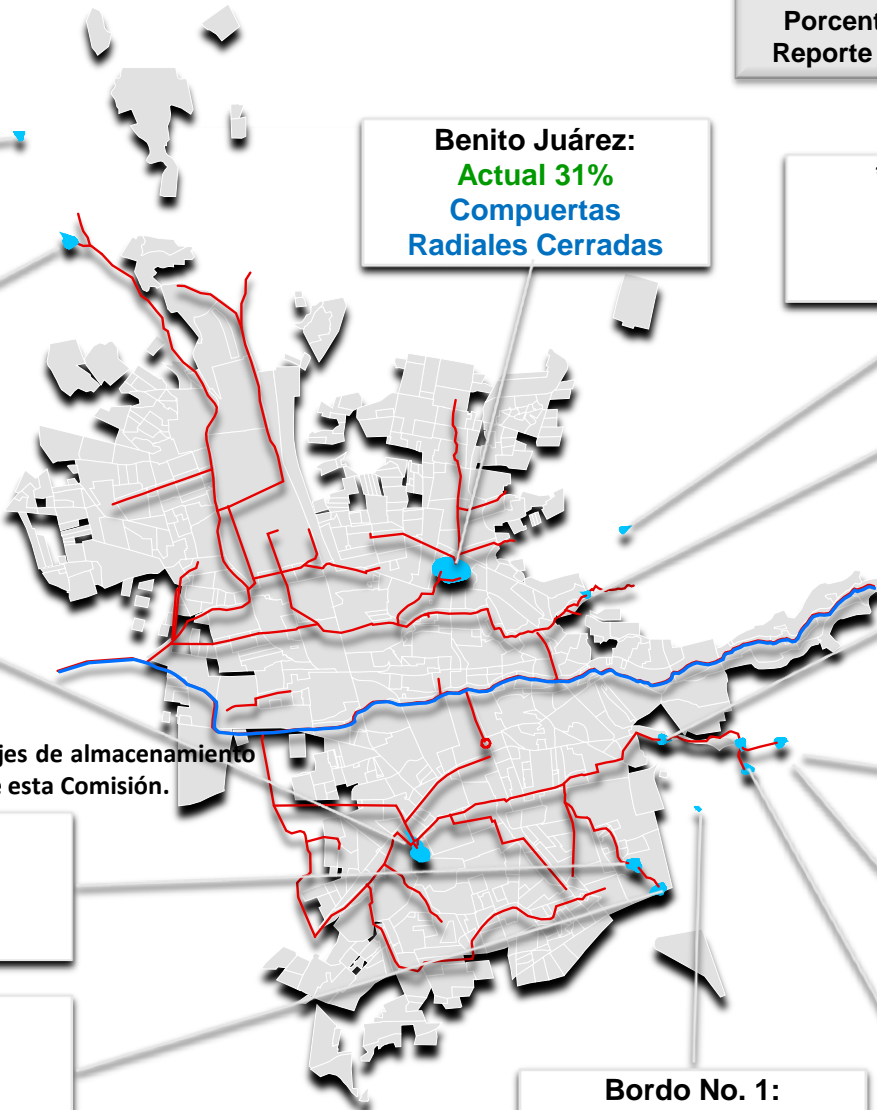 Porcent
Reporte
Benito Juárez:
Actual 31%
Compuertas
Radiales Cerradas
jes de almacenamiento
esta Comisión.
Bordo No. 1: